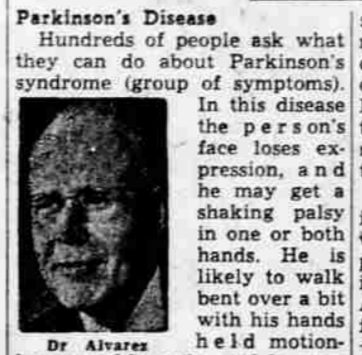 Parkinson's Disease
Hundreds of people ask what
they can do about Parkinson's
syndrome (group of symptoms).
In this disease
the person's
face loses ex-
pression, and
he may get a
shaking palsy
in one or both
hands. He is
likely to walk
bent over a bit
with his hands
held motion-
Dr Alvarez